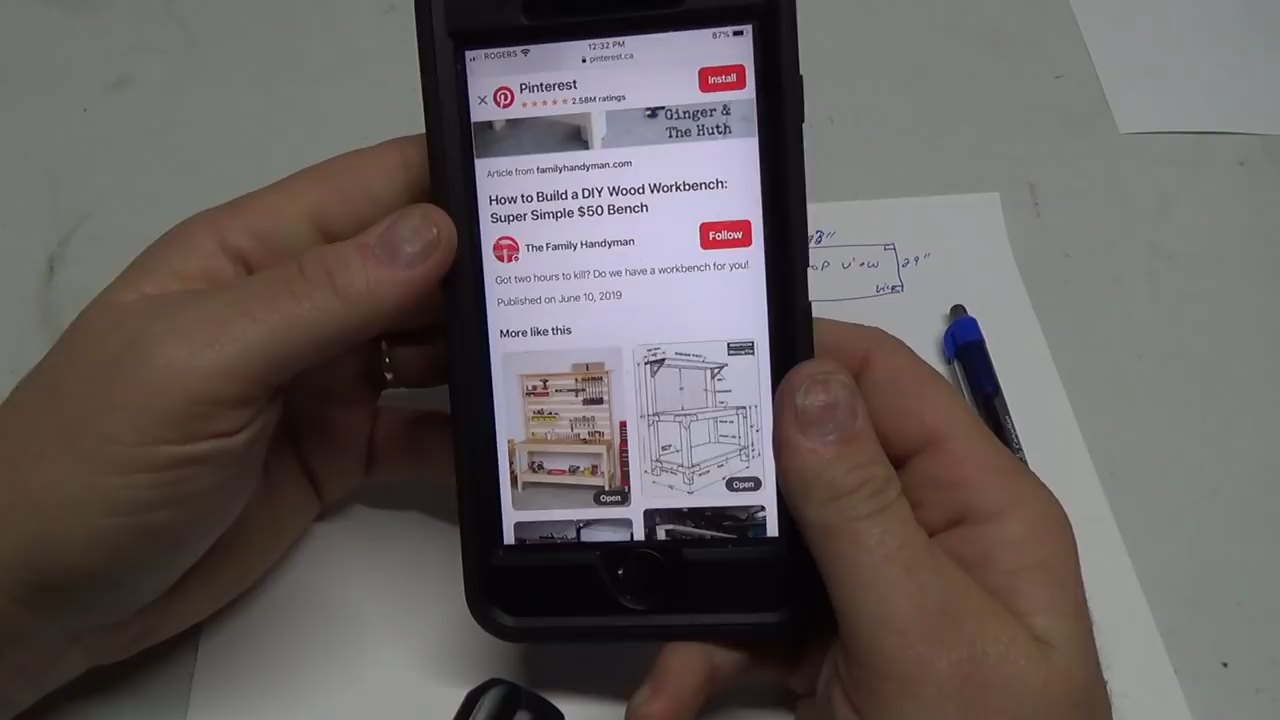 ROGERS
12:32 PM
87%
pinterest.ca
Pinterest
Install
2.58M ratings
Ginger &
The Huth
Article from familyhandyman.com
How to Build a DIY Wood Workbench:
Super Simple $50 Bench
The Family Handyman
Follow
Got two hours to kill? Do we have a workbench for you!
Published on June 10, 2019
More like this
Open
Open
29"